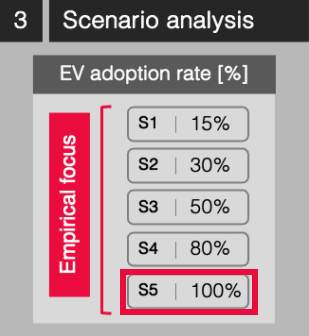 3 Scenario analysis
EV adoption rate [%]
Empirical focus
S1 | 15%
S2 | 30%
S3 | 50%
S4 | 80%
S5 | 100%